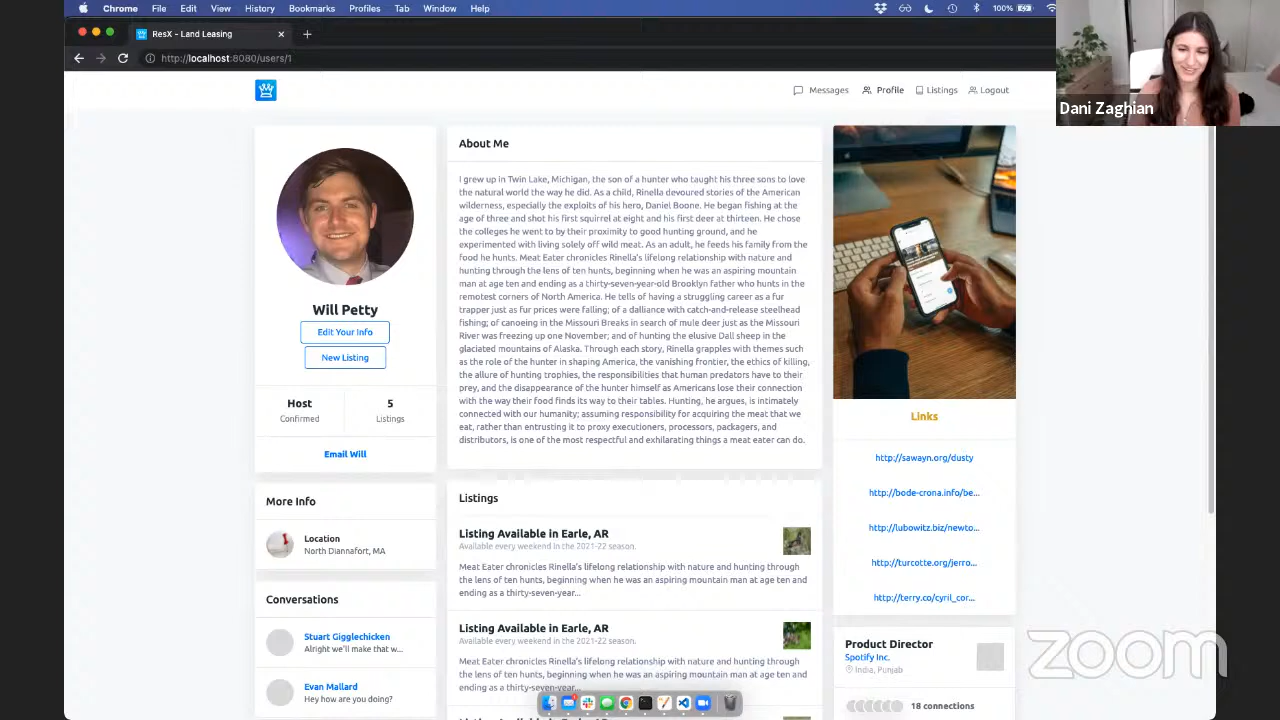 Chrome File Edit View History Bookmarks Profiles Tab Window Help
100%
ResX - Land Leasing
http://localhost:8080/users/1
Dani Zaghian
Messages Profile Listings Logout
Will Petty
Edit Your Info
New Listing
Host
Confirmed
5
Listings
Email Will
More Info
Location
North Diannafort, MA
Conversations
Stuart Gigglechicken
Alright we'll make that w...
Evan Mallard
Hey how are you doing?
About Me
I grew up in Twin Lake, Michigan, the son of a hunter who taught his three sons to love
the natural world the way he did. As a child, Rinella devoured stories of the American
wilderness, especially the exploits of his hero, Daniel Boone. He began fishing at the
age of three and shot his first squirrel at eight and his first deer at thirteen. He chose
the colleges he went to by their proximity to good hunting ground, and he
experimented with living solely off wild meat. As an adult, he feeds his family from the
food he hunts. Meat Eater chronicles Rinella's lifelong relationship with nature and
hunting through the lens of ten hunts, beginning when he was an aspiring mountain
man at age ten and ending as a thirty-seven-year-old Brooklyn father who hunts in the
remotest corners of North America. He tells of having a struggling career as a fur
trapper just as fur prices were falling; of a dalliance with catch-and-release steelhead
fishing; of canoeing in the Missouri Breaks in search of mule deer just as the Missouri
River was freezing up one November; and of hunting the elusive Dall sheep in the
glaciated mountains of Alaska. Through each story, Rinella grapples with themes such
as the role of the hunter in shaping America, the vanishing frontier, the ethics of killing,
the allure of hunting trophies, the responsibilities that human predators have to their
prey, and the disappearance of the hunter himself as Americans lose their connection
with the way their food finds its way to their tables. Hunting, he argues, is intimately
connected with our humanity; assuming responsibility for acquiring the meat that we
eat, rather than entrusting it to proxy executioners, processors, packagers, and
distributors, is one of the most respectful and exhilarating things a meat eater can do.
Listings
Listing Available in Earle, AR
Available every weekend in the 2021-22 season.
Meat Eater chronicles Rinella's lifelong relationship with nature and hunting through
the lens of ten hunts, beginning when he was an aspiring mountain man at age ten and
ending as a thirty-seven-year...
Listing Available in Earle, AR
Available every weekend in the 2021-22 season.
Meat Eater chronicles Rinella's lifelong relationship with nature and hunting through
the lens of ten hunts, beginning when he was an aspiring mountain man at age ten and
ending as a thirty-seven-year...
Links
http://sawayn.org/dusty
http://bode-crona.info/be...
http://lubowitz.biz/newto...
http://turcotte.org/jerro...
http://terry.co/cyril_cor...
Product Director
Spotify Inc.
India, Punjab
18 connections
zoom